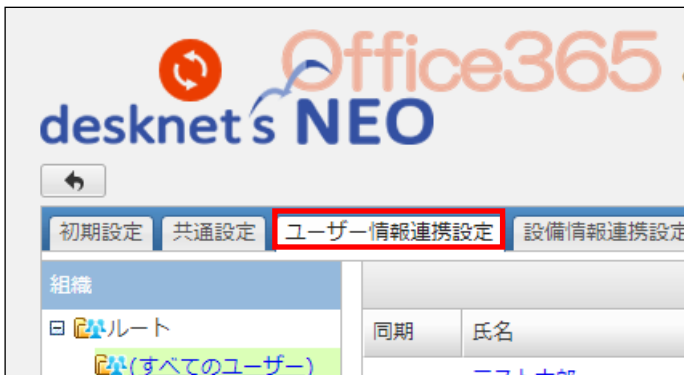 Office365
desknet's NEO
初期設定 共通設定 ユーザー情報連携設定 設備情報連携設定
組織
ルート 同期 氏名
(すべてのユーザー)